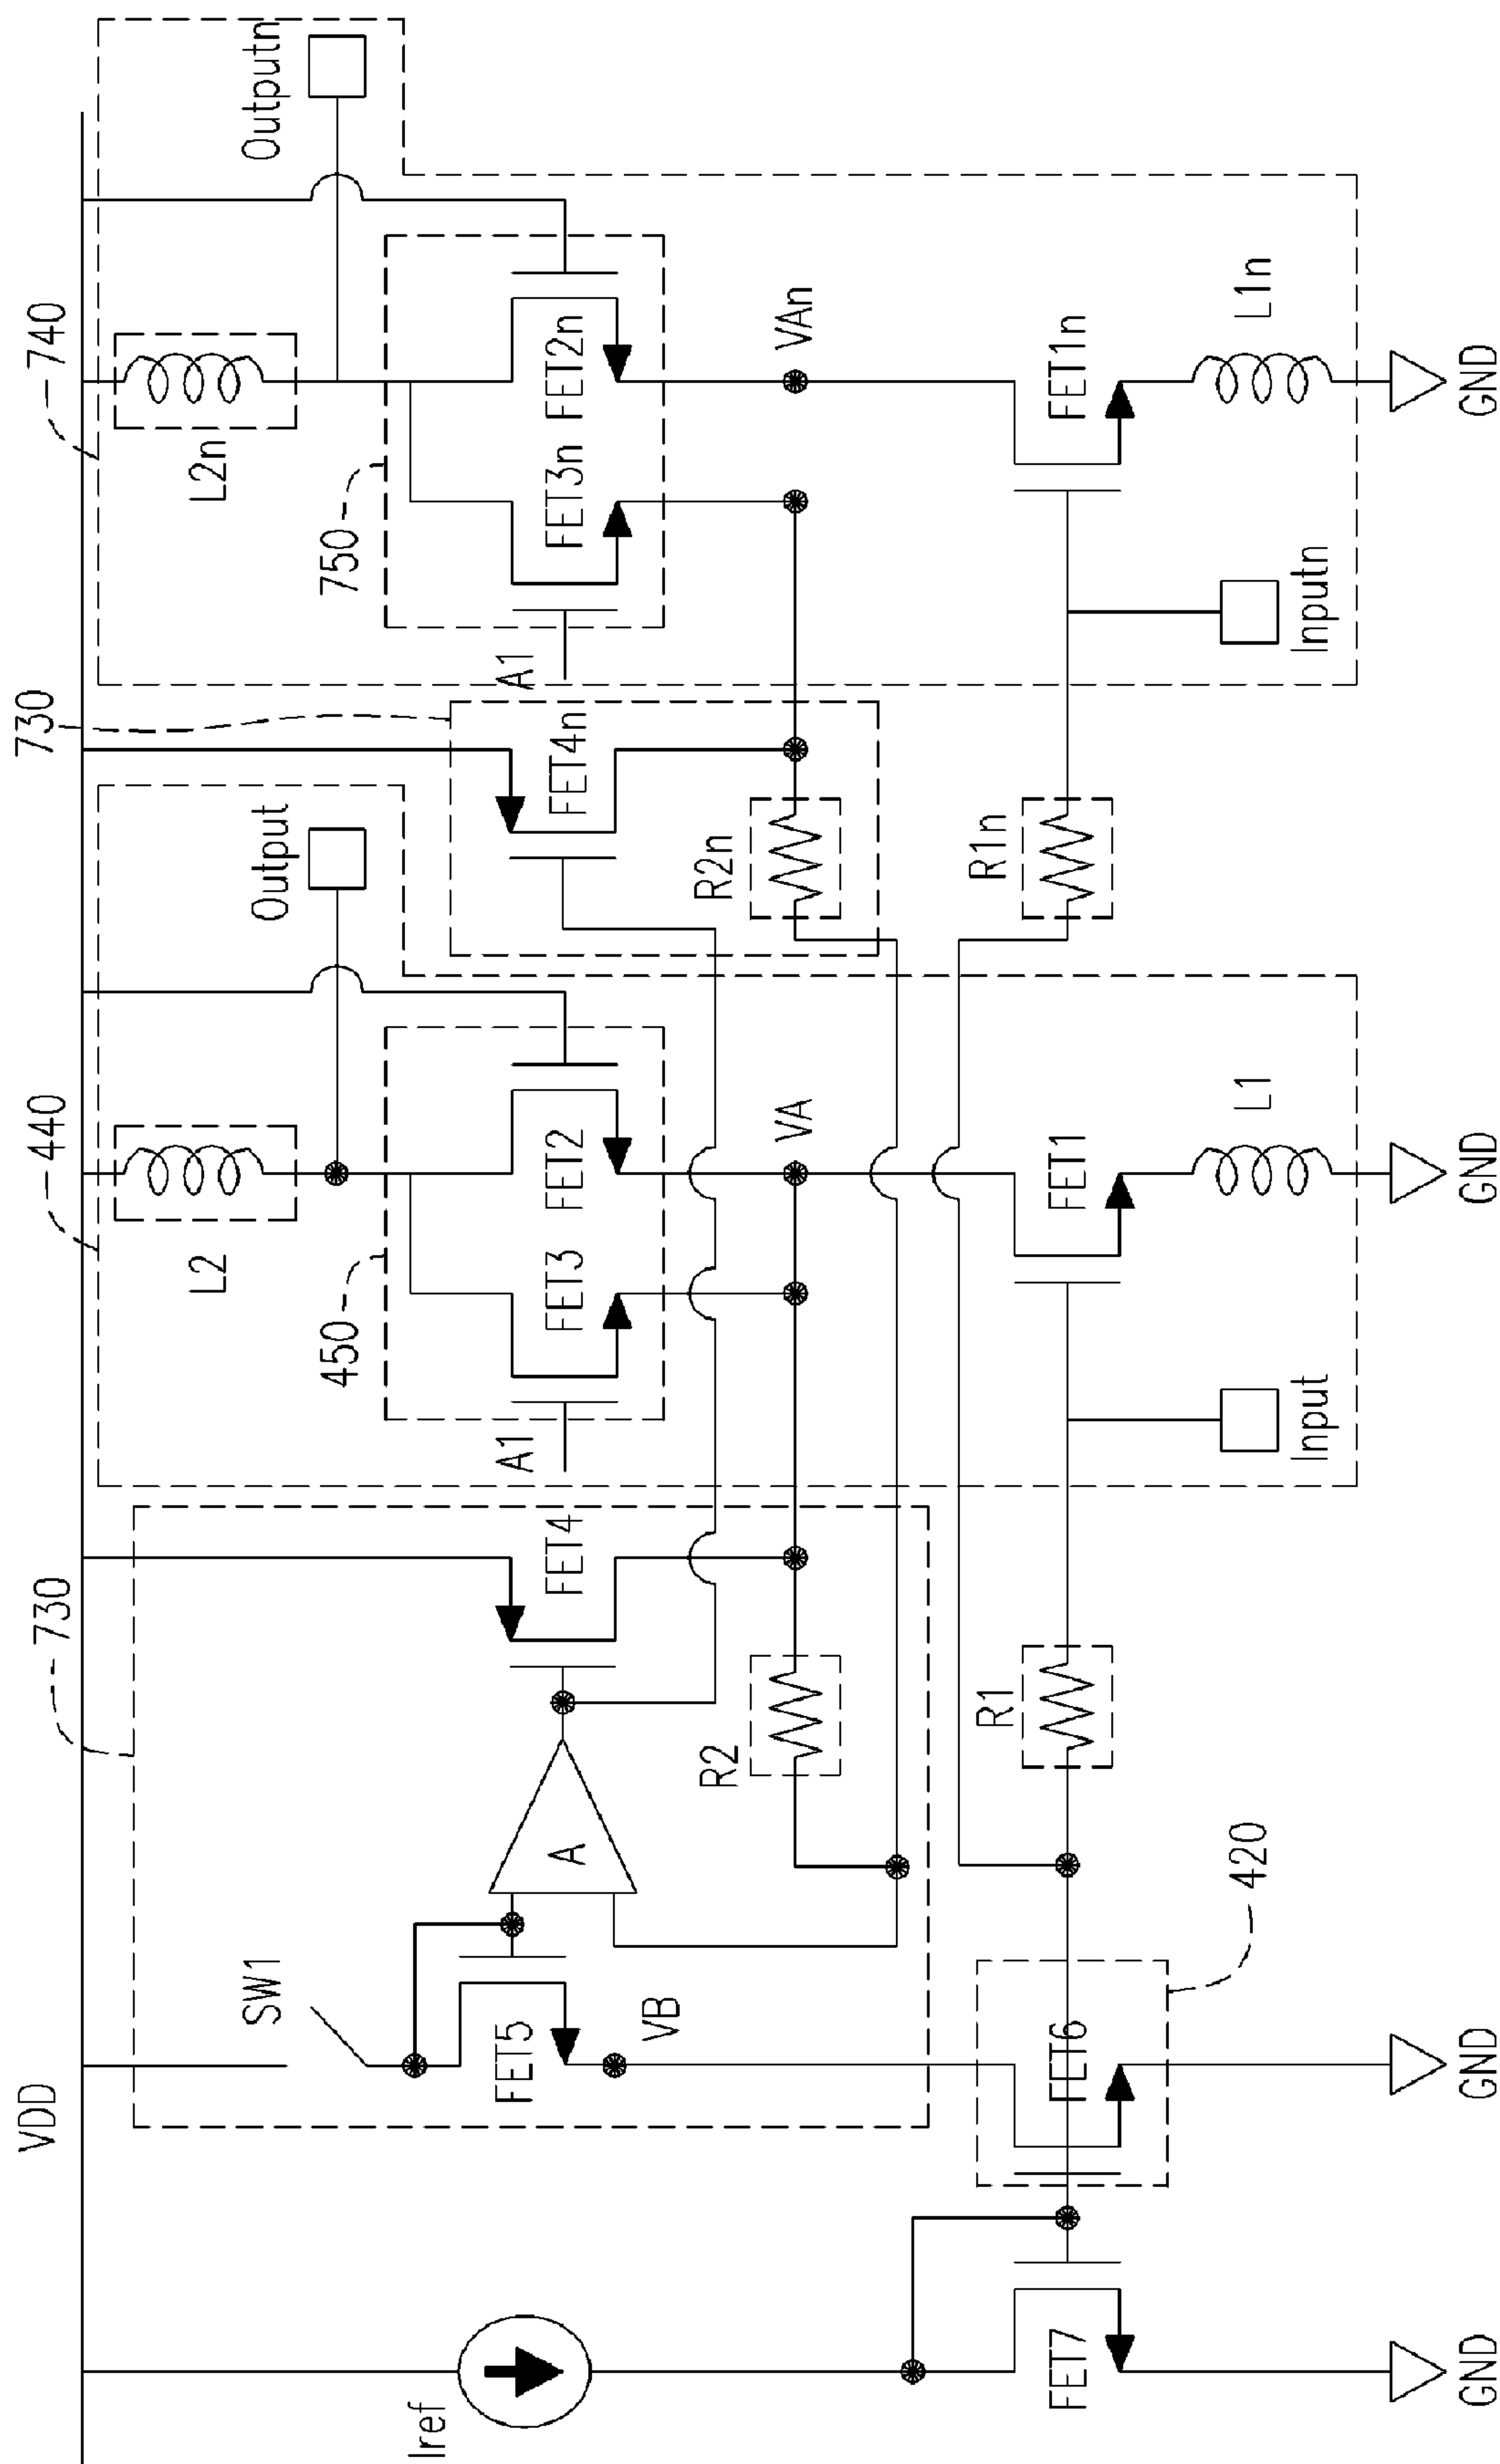 VDD
730
440
730
740
Iref
SW1
FET5
VB
A
FET4
R2
A1
450
L2
FET3
FET2
VA
Output
FET4n
R2n
A1
750
L2n
FET3n
FET2n
VAn
Outputn
FET7
FET6
420
R1
Input
FET1
L1
R1n
Inputn
FET1n
L1n
GND
GND
GND
GND